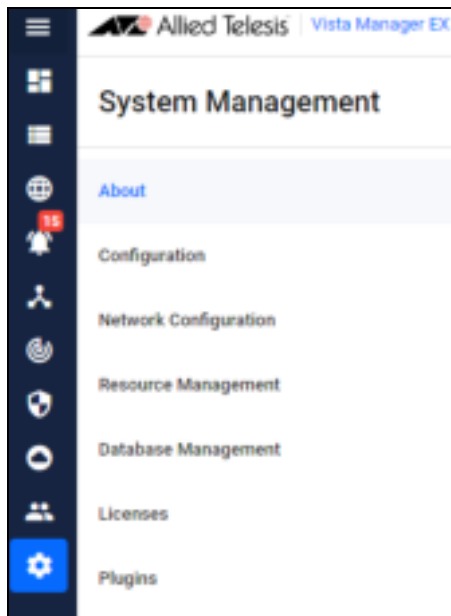 Allied Telesis Vista Manager EX
System Management
About
15
Configuration
Network Configuration
Resource Management
Database Management
Licenses
Plugins